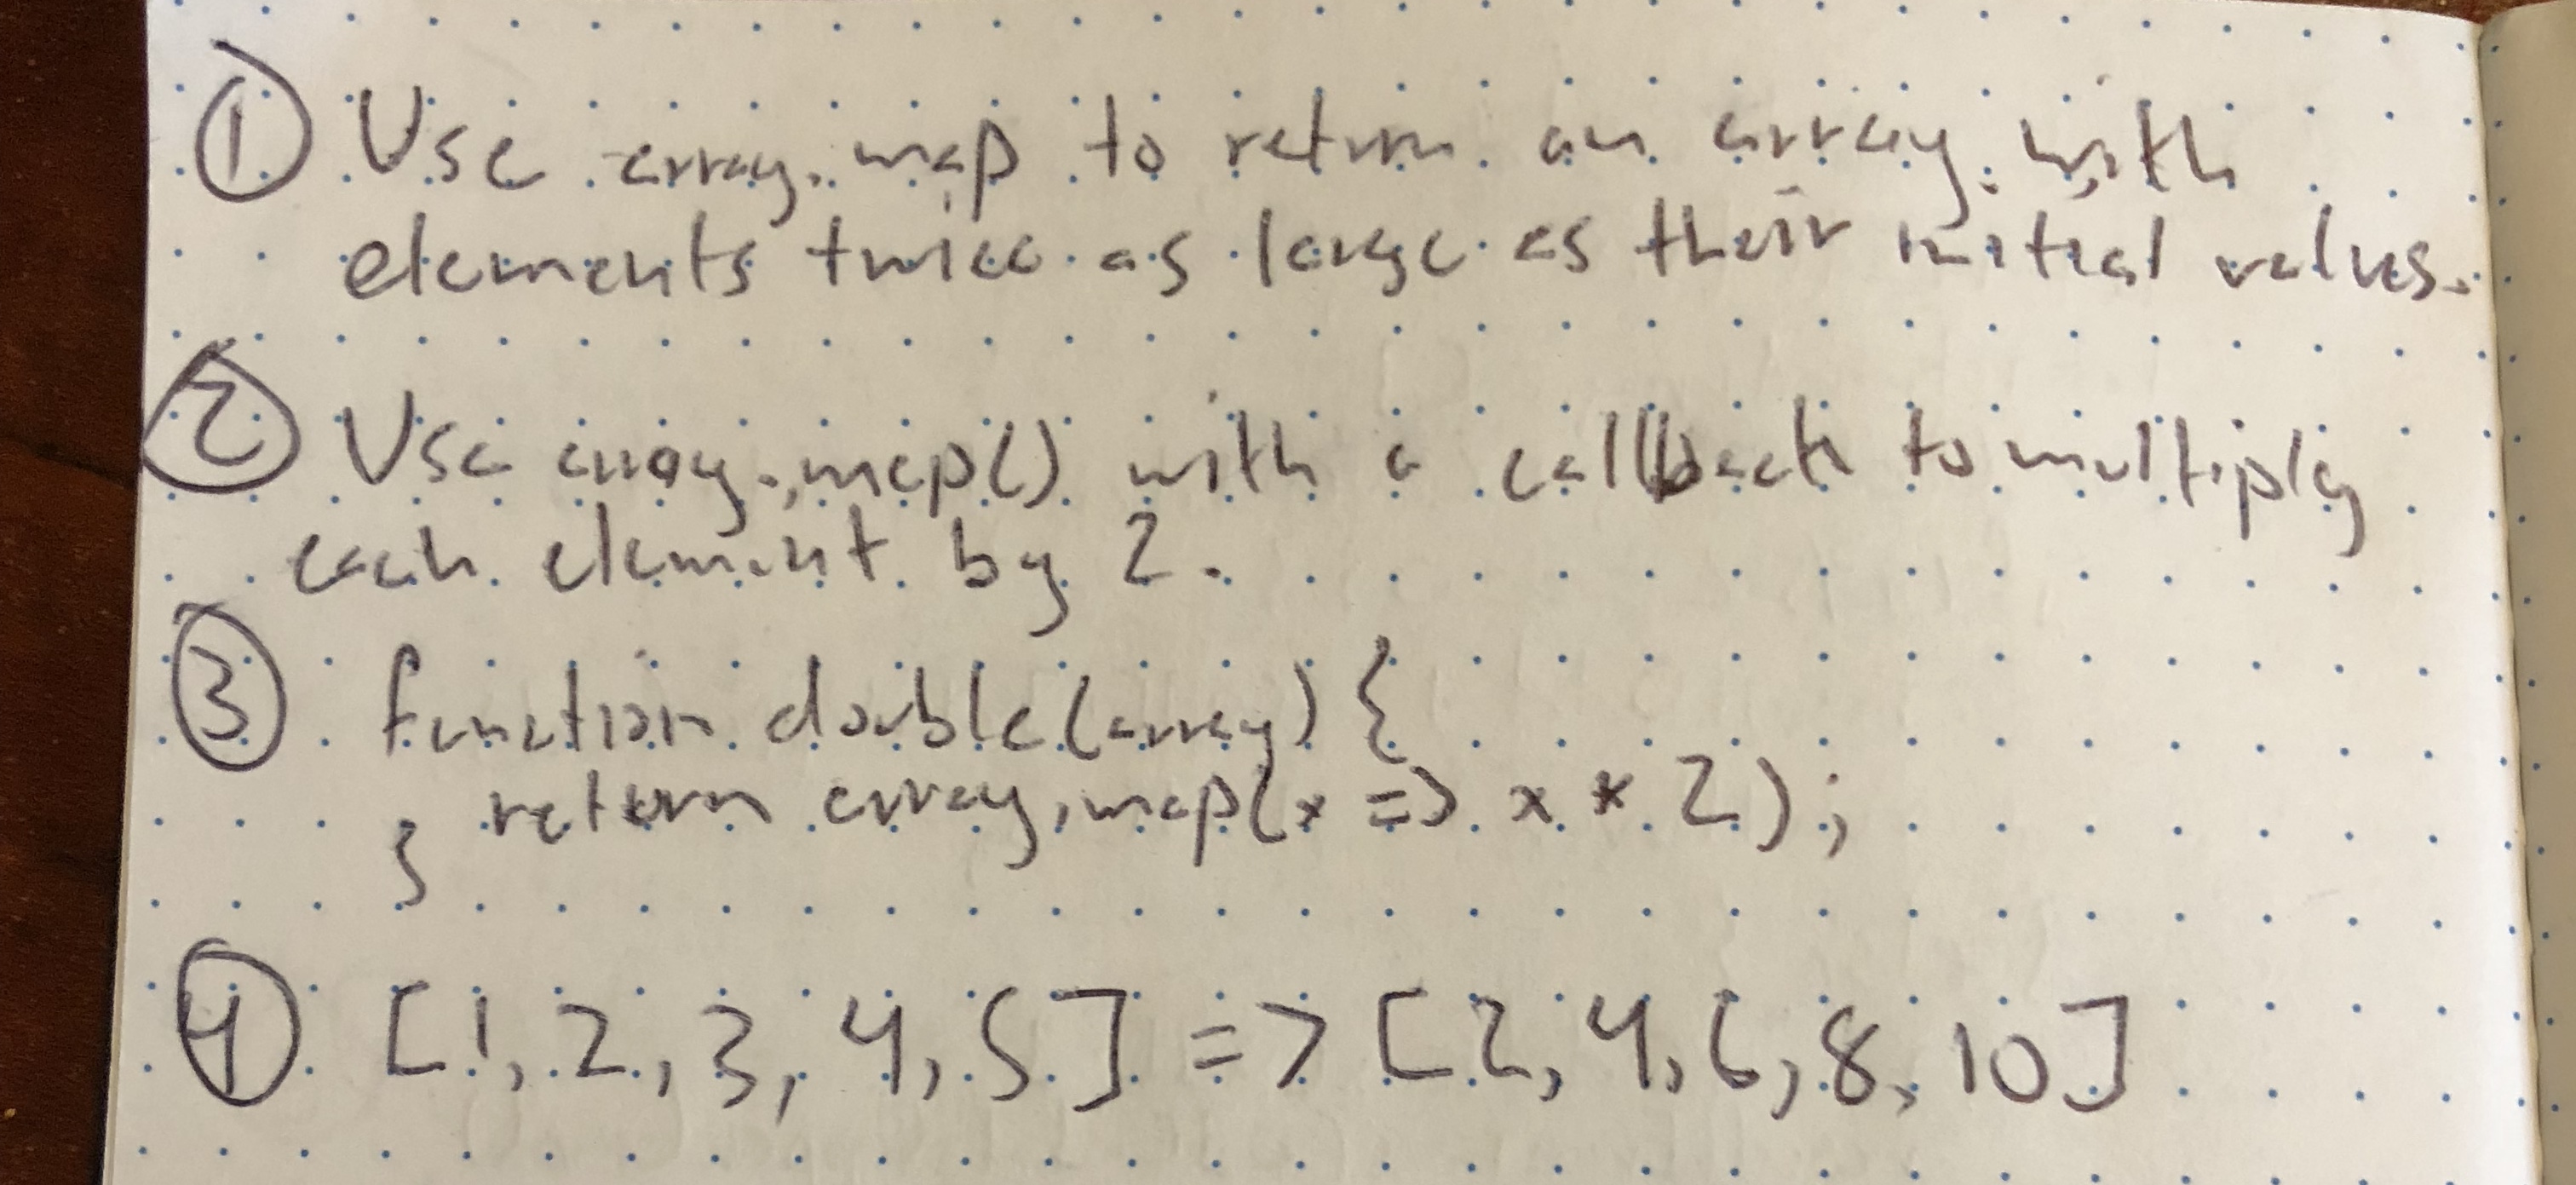 ① Use array.map to return an array with
elements twice as large as their initial values.
② Use array.map() with a callback to multiply
each element by 2.
③ function double(array) {
return array.map(x => x * 2);
}
④ [1, 2, 3, 4, 5] => [2, 4, 6, 8, 10]